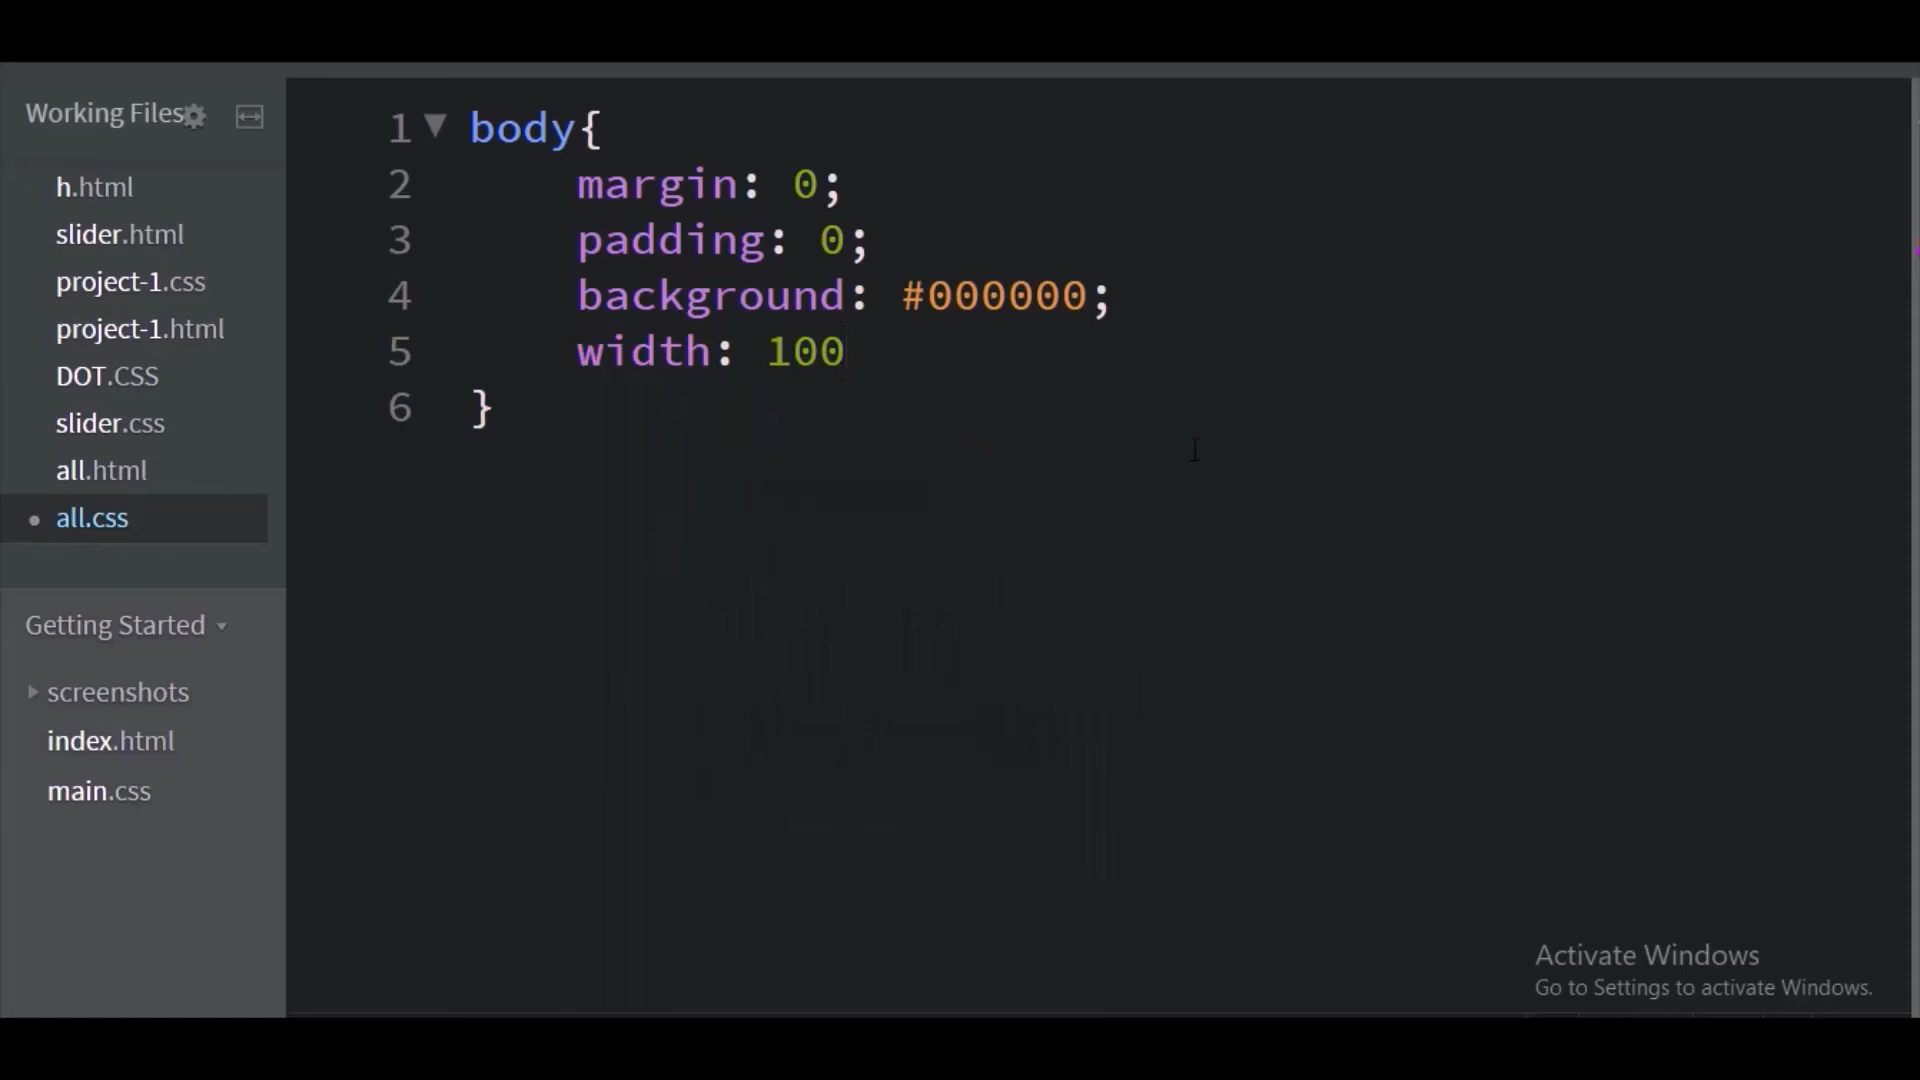 Working Files
h.html
slider.html
project-1.css
project-1.html
DOT.CSS
slider.css
all.html
all.css
Getting Started
screenshots
index.html
main.css
1 body{
2 margin: 0;
3 padding: 0;
4 background: #000000;
5 width: 100
6 }
Activate Windows
Go to Settings to activate Windows.